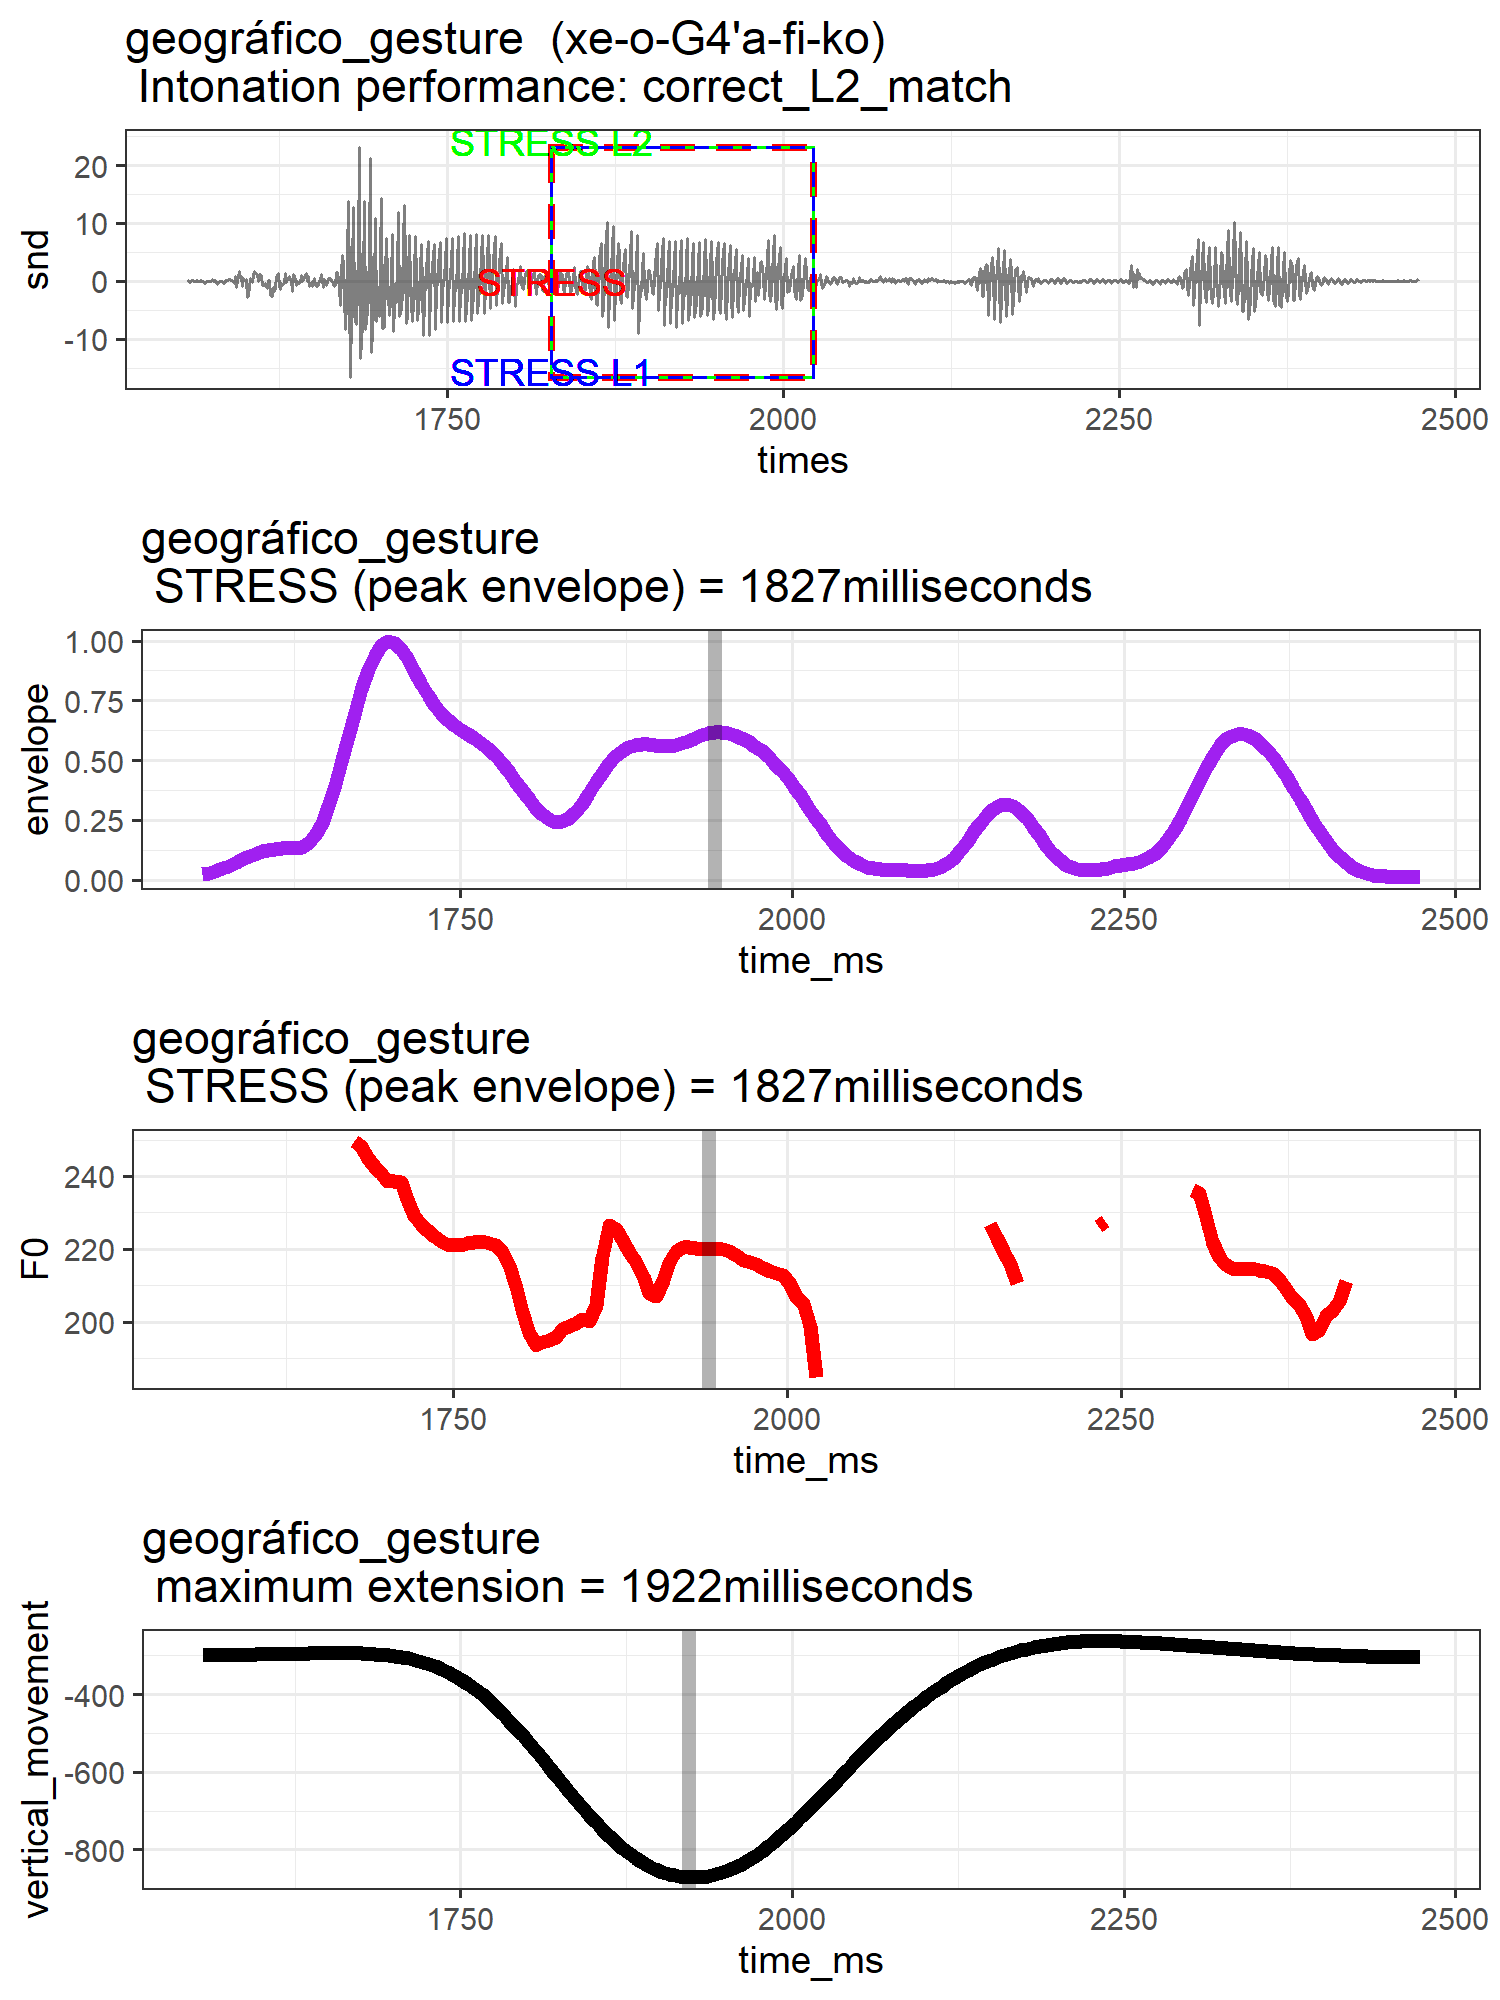 geográfico_gesture  (xe-o-G4'a-fi-ko)
Intonation performance: correct_L2_match
STRESS L2
20
10
STRESS
0
-10
STRESS L1
snd
1750 2000 2250 2500
times
geográfico_gesture
STRESS (peak envelope) = 1827milliseconds
1.00
0.75
0.50
0.25
0.00
envelope
1750 2000 2250 2500
time_ms
geográfico_gesture
STRESS (peak envelope) = 1827milliseconds
240
220
200
F0
1750 2000 2250 2500
time_ms
geográfico_gesture
maximum extension = 1922milliseconds
-400
-600
-800
vertical_movement
1750 2000 2250 2500
time_ms